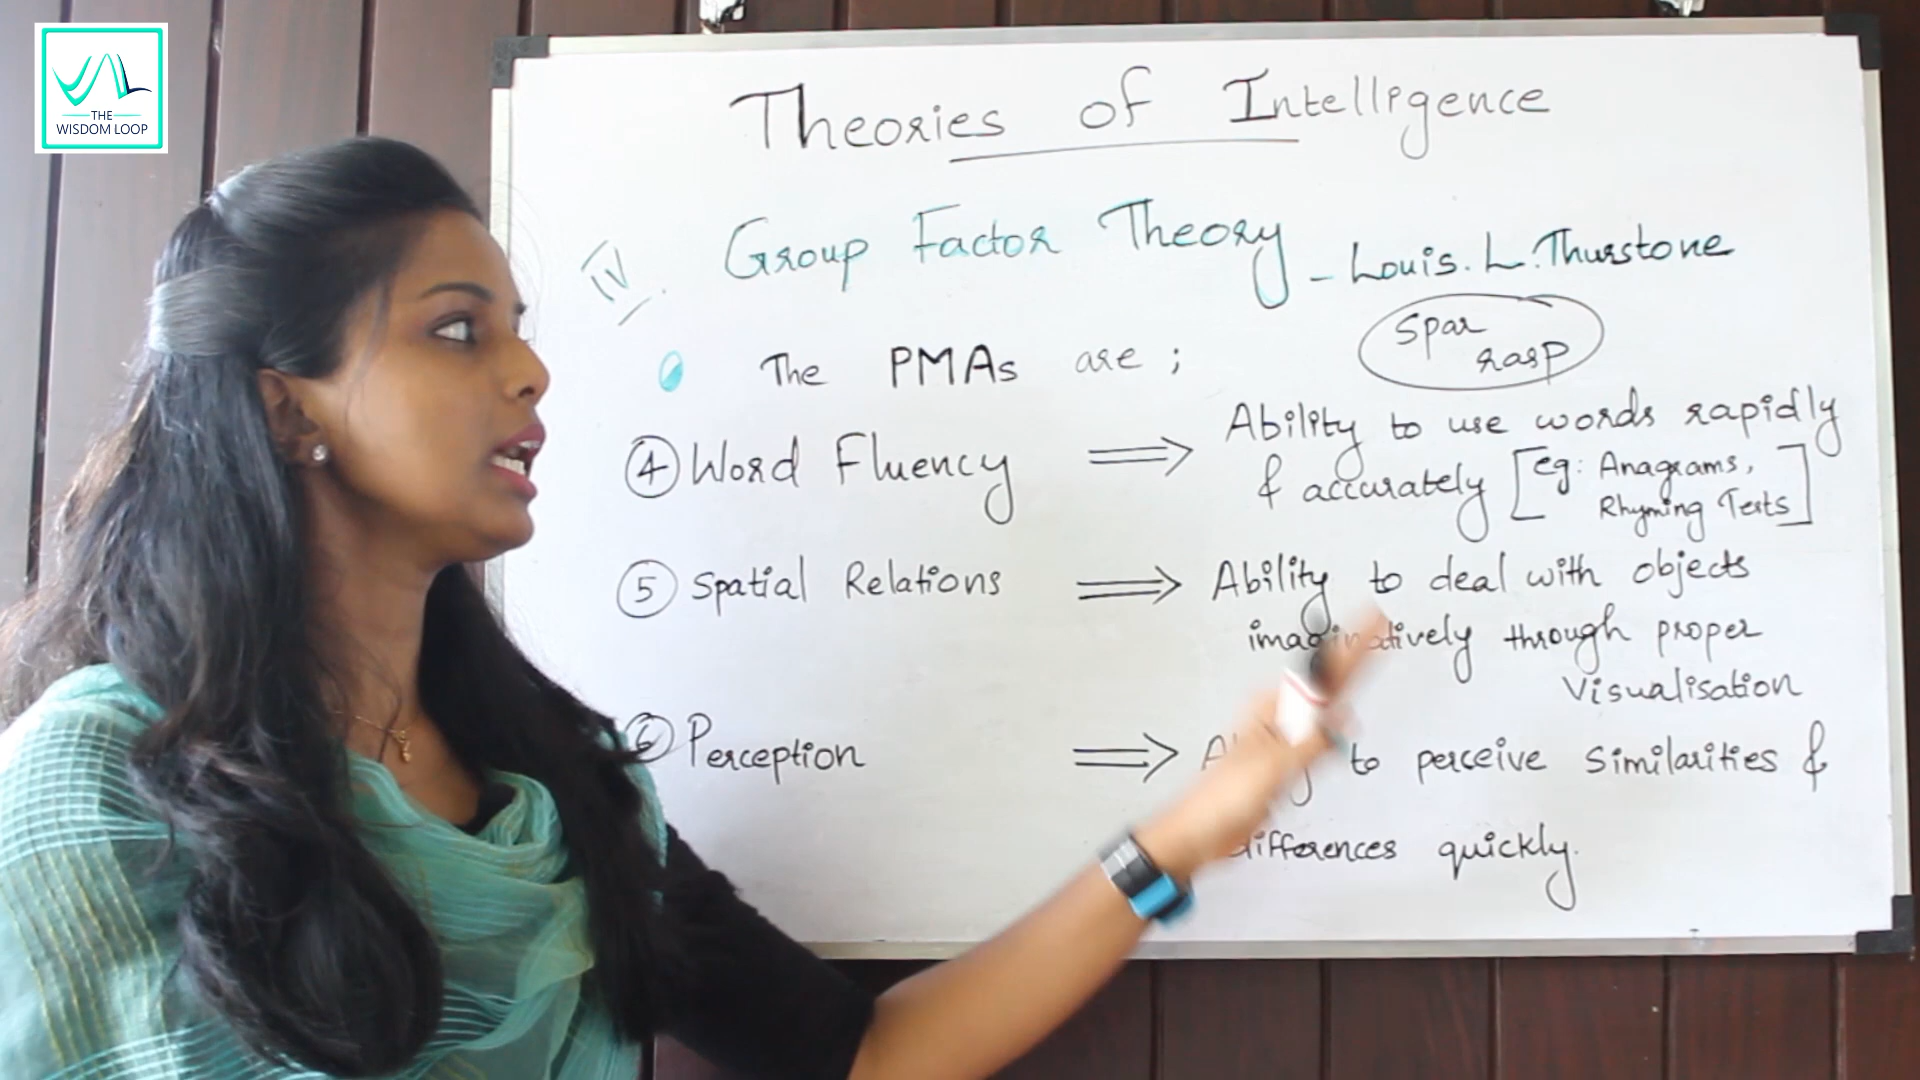 THE
WISDOM LOOP
Theories of Intelligence
IV. Group Factor Theory - Louis. L. Thurstone
The PMAs are ;
Spar
rasp
4 Word Fluency ⇒ Ability to use words rapidly
& accurately [eg: Anagrams,
Rhyming Tests]
5 Spatial Relations ⇒ Ability to deal with objects
imaginatively through proper
Visualisation
6 Perception ⇒ to perceive Similarities &
differences quickly.